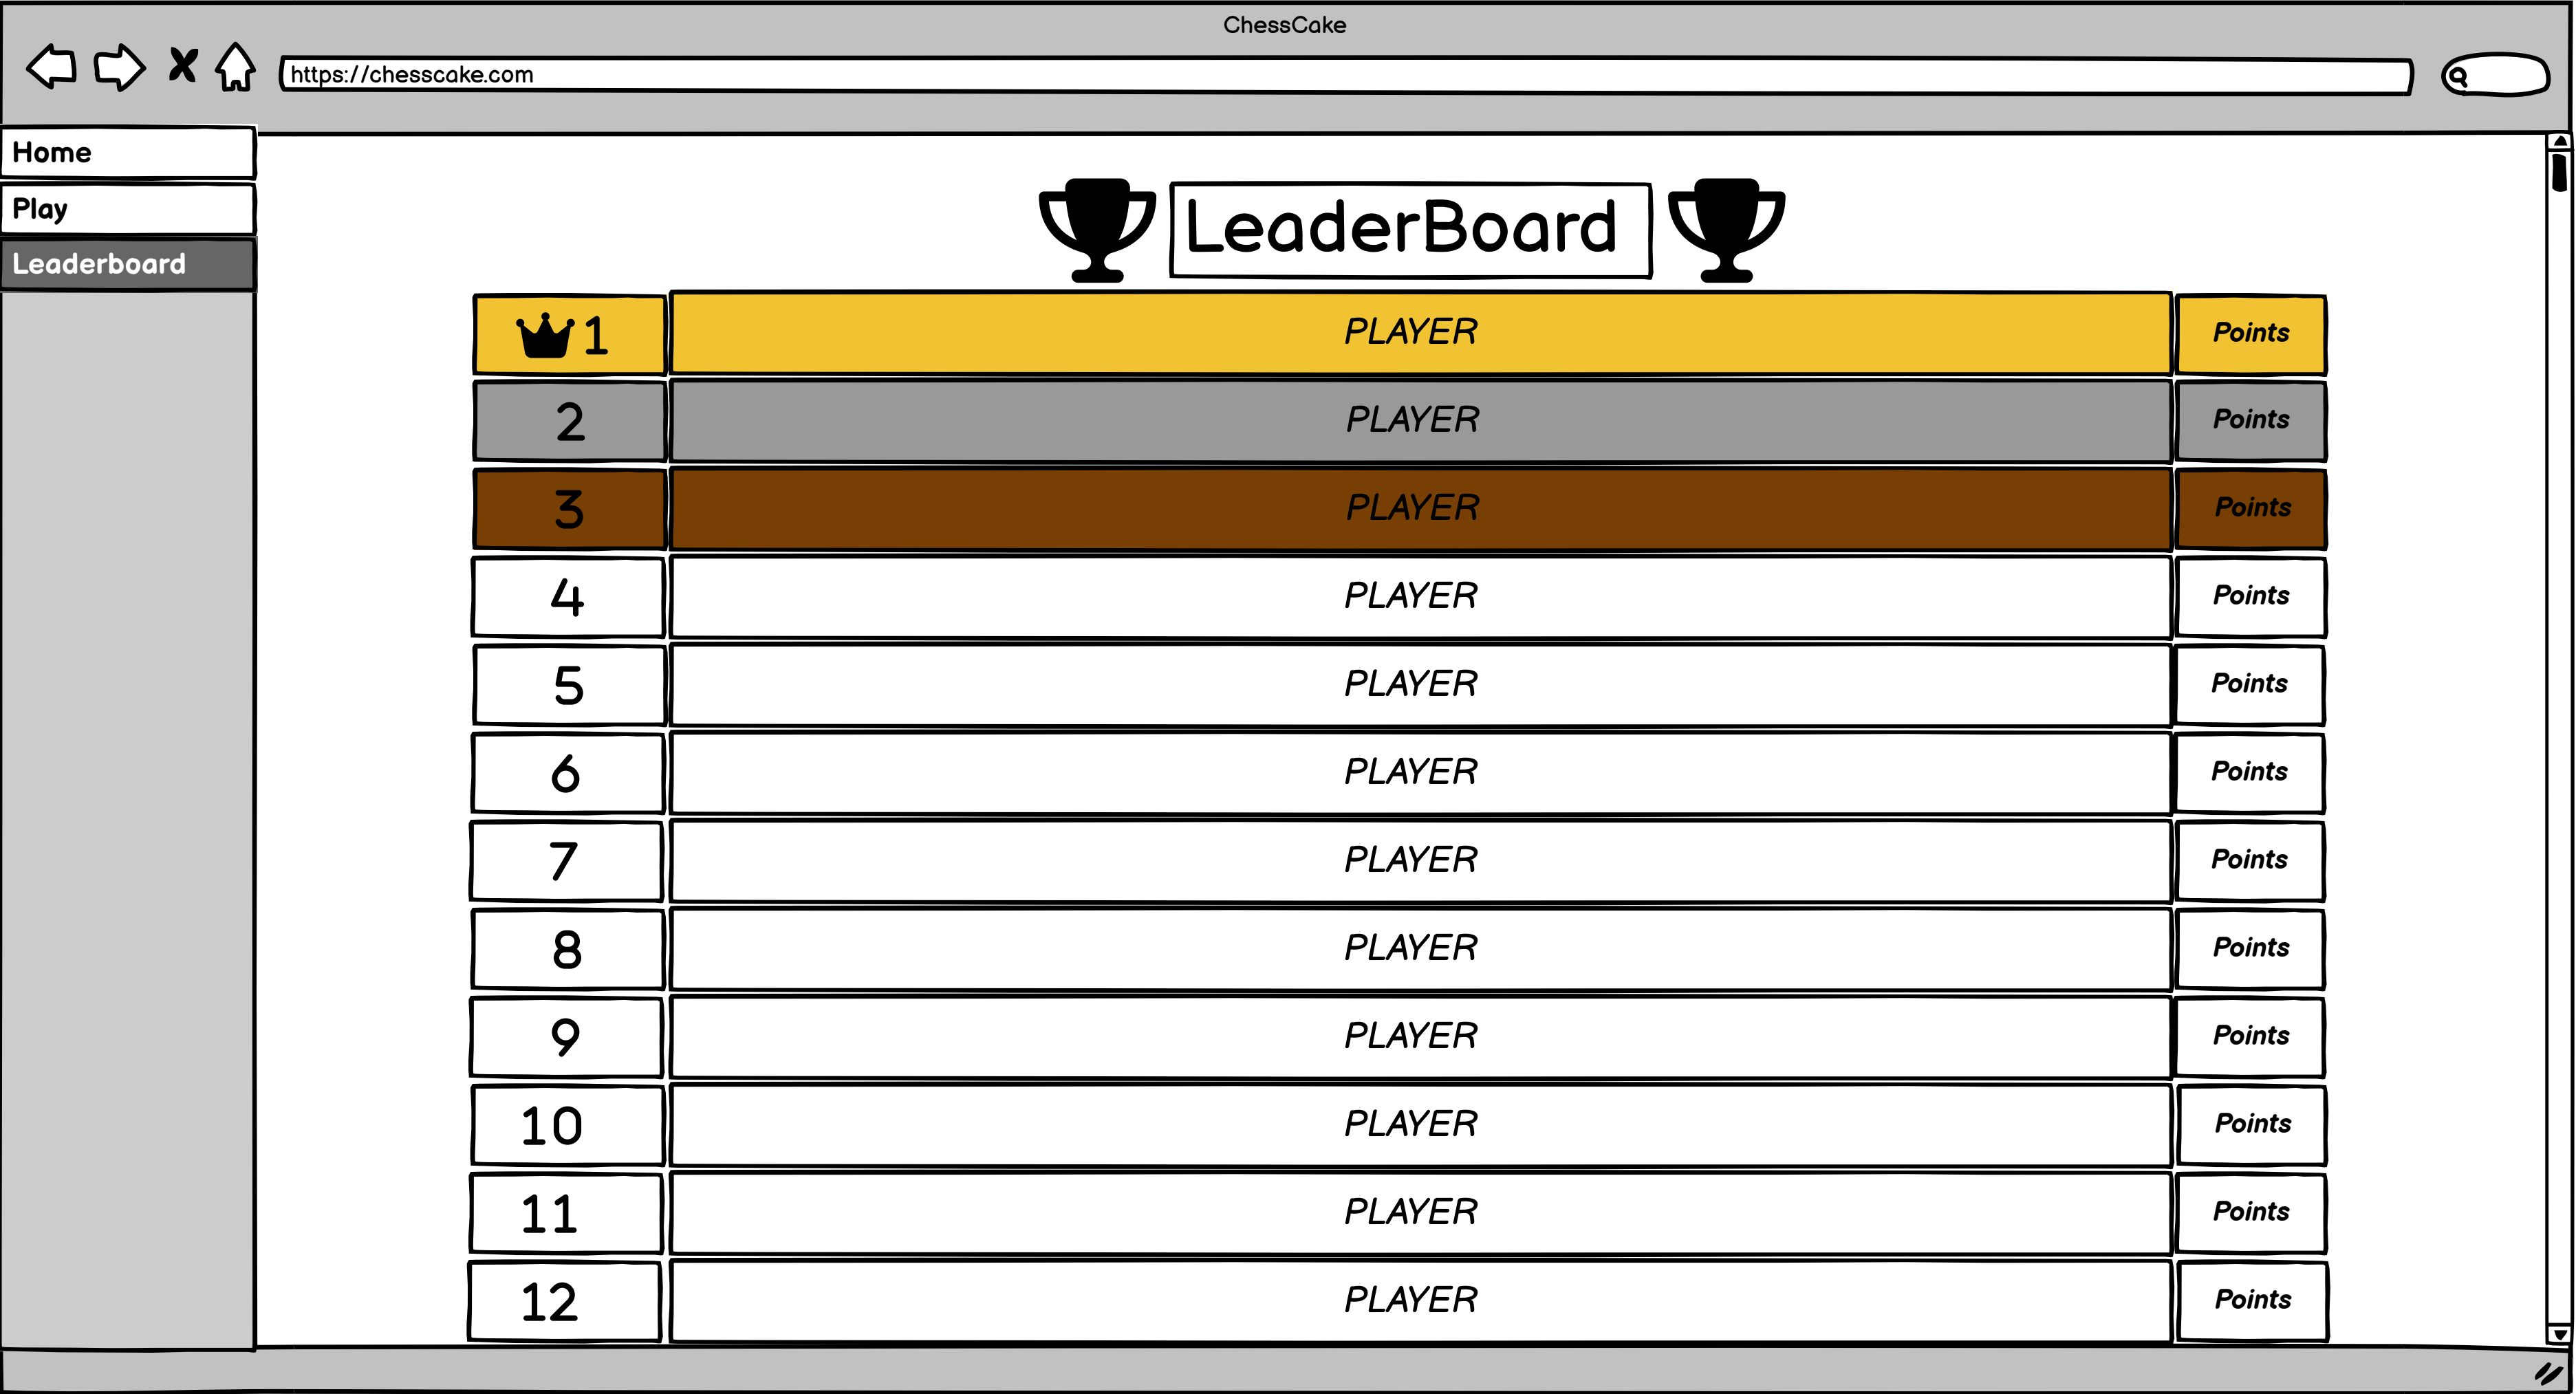 ChessCake
https://chesscake.com
Home
Play
Leaderboard
LeaderBoard
1 PLAYER Points
2 PLAYER Points
3 PLAYER Points
4 PLAYER Points
5 PLAYER Points
6 PLAYER Points
7 PLAYER Points
8 PLAYER Points
9 PLAYER Points
10 PLAYER Points
11 PLAYER Points
12 PLAYER Points